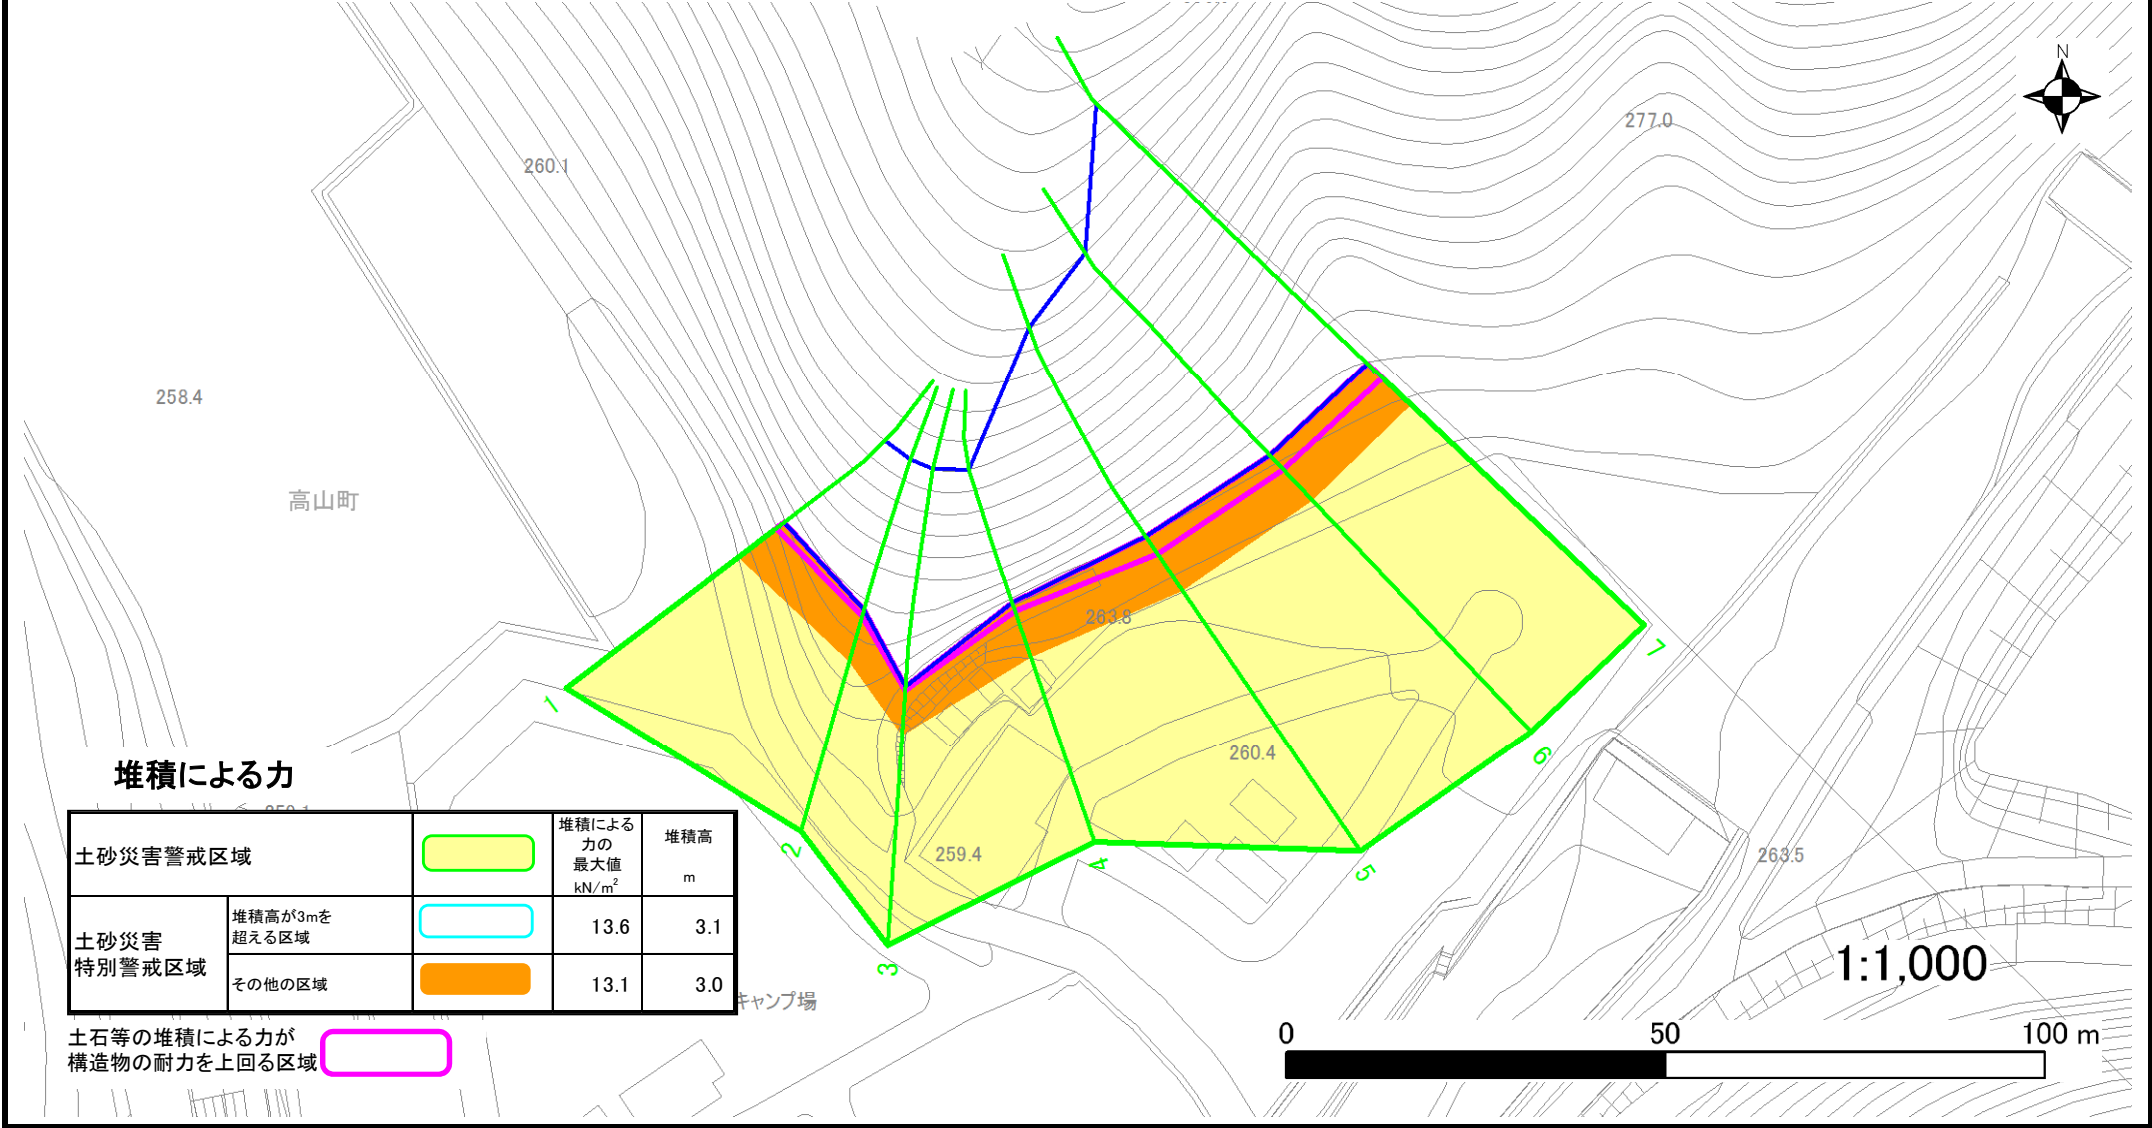 N
277.0
260.1
258.4
高山町
263.8
260.4
259.4
263.5
1
2
3
4
5
6
7
キャンプ場
堆積による力
土砂災害警戒区域
堆積による
力の
最大値
kN/m²
堆積高
m
土砂災害
特別警戒区域
堆積高が3mを
超える区域
13.6
3.1
その他の区域
13.1
3.0
土石等の堆積による力が
構造物の耐力を上回る区域
1:1,000
0 50 100 m